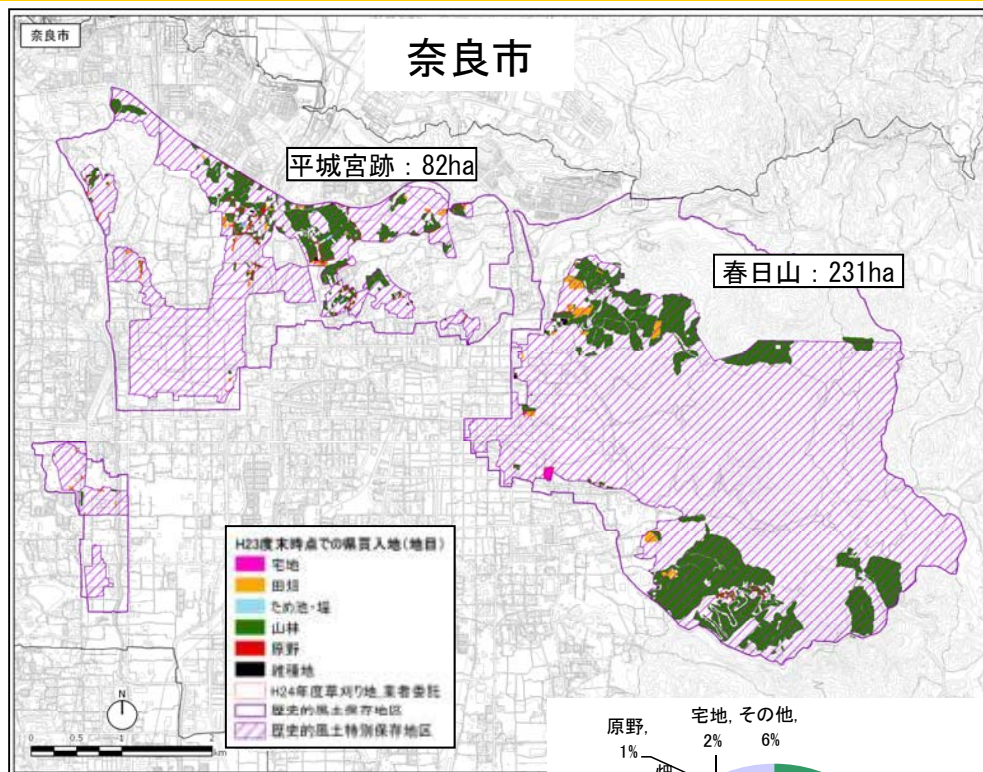 奈良市
奈良市
平城宮跡：82ha
春日山：231ha
H23度末時点での県買入地(地目)
宅地
田畑
ため池・堤
山林
原野
雑種地
H24年度草刈り地_業者委託
歴史的風土保存地区
歴史的風土特別保存地区
N
0 0.5 1 2
km
原野,
1%
宅地,
2%
その他,
6%
畑